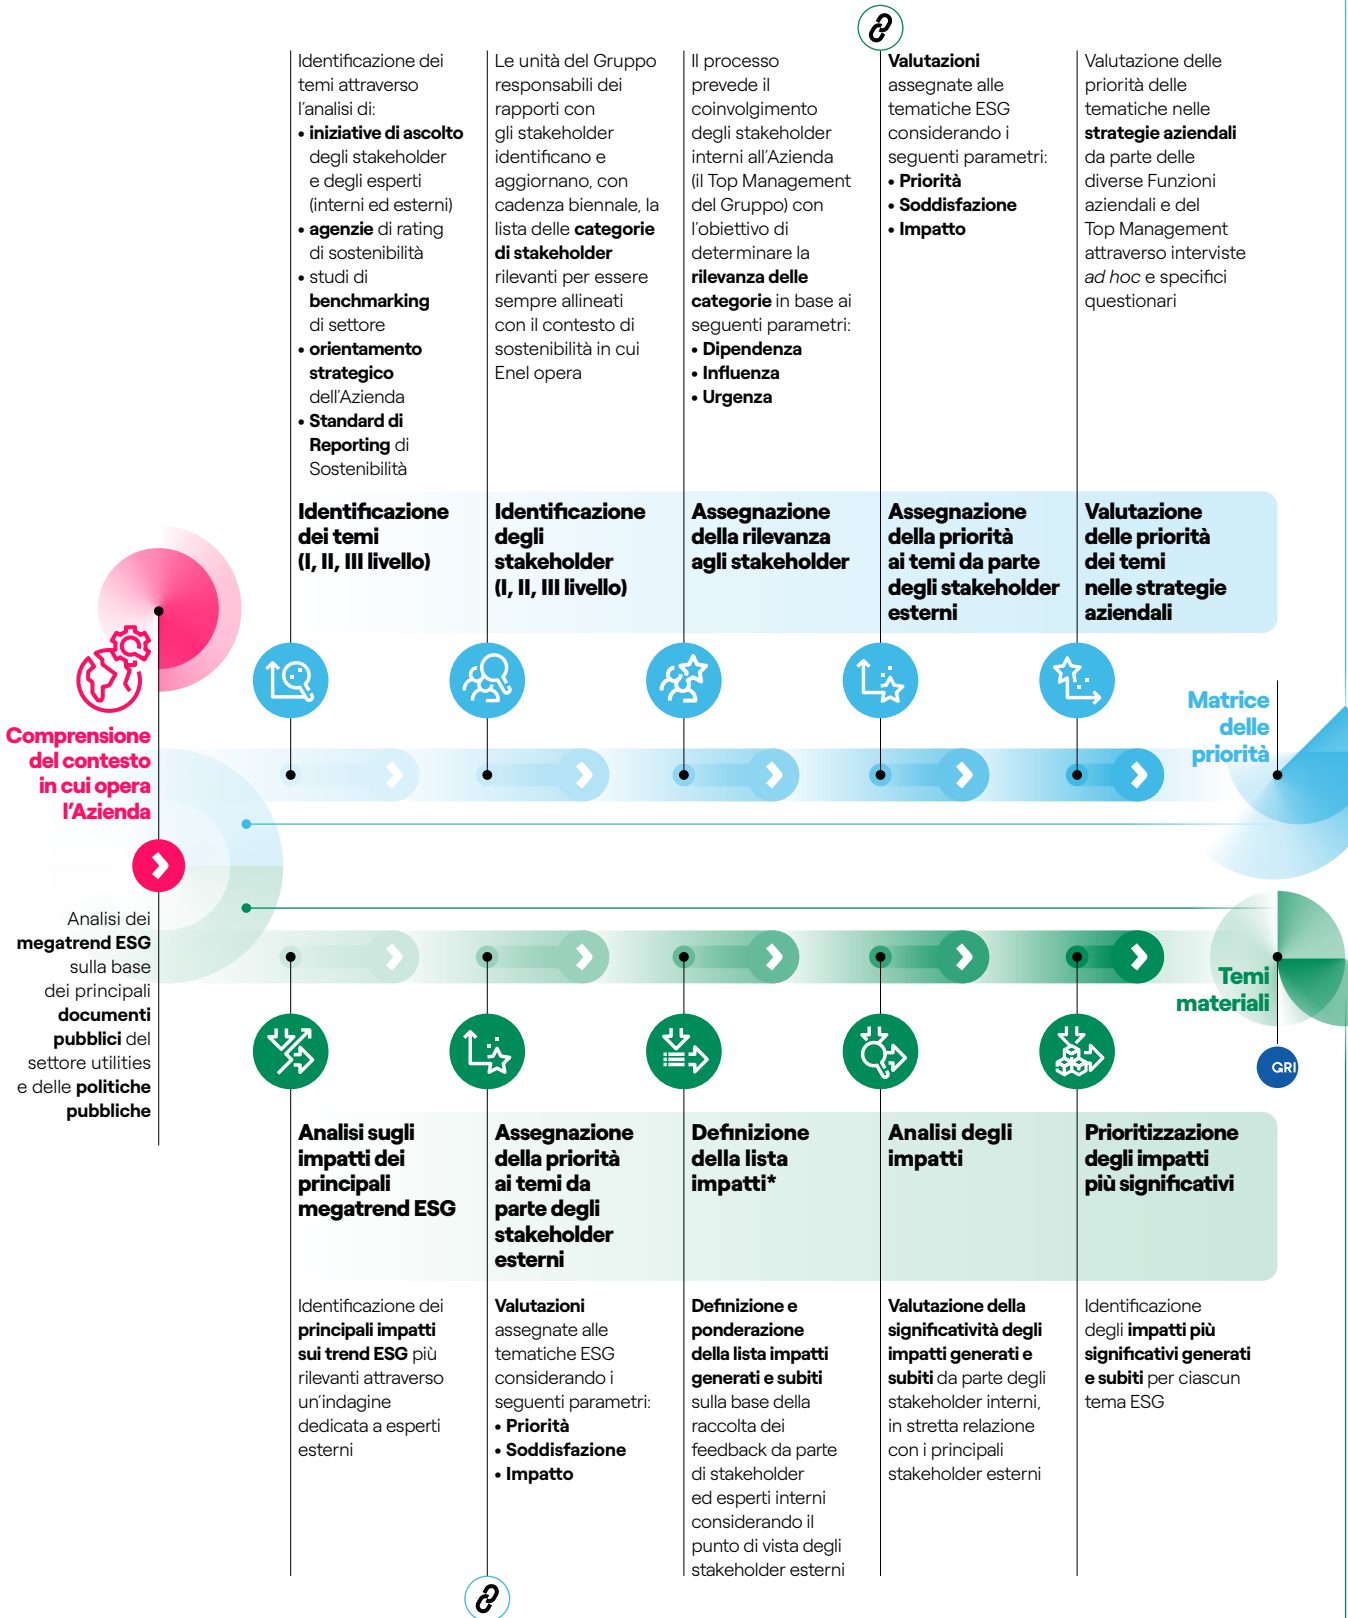 Identificazione dei
temi attraverso
l'analisi di:
• iniziative di ascolto
degli stakeholder
e degli esperti
(interni ed esterni)
• agenzie di rating
di sostenibilità
• studi di
benchmarking
di settore
• orientamento
strategico
dell'Azienda
• Standard di
Reporting di
Sostenibilità
Le unità del Gruppo
responsabili dei
rapporti con
gli stakeholder
identificano e
aggiornano, con
cadenza biennale, la
lista delle categorie
di stakeholder
rilevanti per essere
sempre allineati
con il contesto di
sostenibilità in cui
Enel opera
Il processo
prevede il
coinvolgimento
degli stakeholder
interni all'Azienda
(il Top Management
del Gruppo) con
l'obiettivo di
determinare la
rilevanza delle
categorie in base ai
seguenti parametri:
• Dipendenza
• Influenza
• Urgenza
Valutazioni
assegnate alle
tematiche ESG
considerando i
seguenti parametri:
• Priorità
• Soddisfazione
• Impatto
Valutazione delle
priorità delle
tematiche nelle
strategie aziendali
da parte delle
diverse Funzioni
aziendali e del
Top Management
attraverso interviste
ad hoc e specifici
questionari
Identificazione
dei temi
(I, II, III livello)
Identificazione
degli
stakeholder
(I, II, III livello)
Assegnazione
della rilevanza
agli stakeholder
Assegnazione
della priorità
ai temi da parte
degli stakeholder
esterni
Valutazione
delle priorità
dei temi
nelle strategie
aziendali
Comprensione
del contesto
in cui opera
l'Azienda
Matrice
delle
priorità
Analisi dei
megatrend ESG
sulla base
dei principali
documenti
pubblici del
settore utilities
e delle politiche
pubbliche
Temi
materiali
GRI
Analisi sugli
impatti dei
principali
megatrend ESG
Assegnazione
della priorità
ai temi da
parte degli
stakeholder
esterni
Definizione
della lista
impatti*
Analisi degli
impatti
Prioritizzazione
degli impatti
più significativi
Identificazione dei
principali impatti
sui trend ESG più
rilevanti attraverso
un'indagine
dedicata a esperti
esterni
Valutazioni
assegnate alle
tematiche ESG
considerando i
seguenti parametri:
• Priorità
• Soddisfazione
• Impatto
Definizione e
ponderazione
della lista impatti
generati e subiti
sulla base della
raccolta dei
feedback da parte
di stakeholder
ed esperti interni
considerando il
punto di vista degli
stakeholder esterni
Valutazione della
significatività degli
impatti generati e
subiti da parte degli
stakeholder interni,
in stretta relazione
con i principali
stakeholder esterni
Identificazione
degli impatti più
significativi generati
e subiti per ciascun
tema ESG